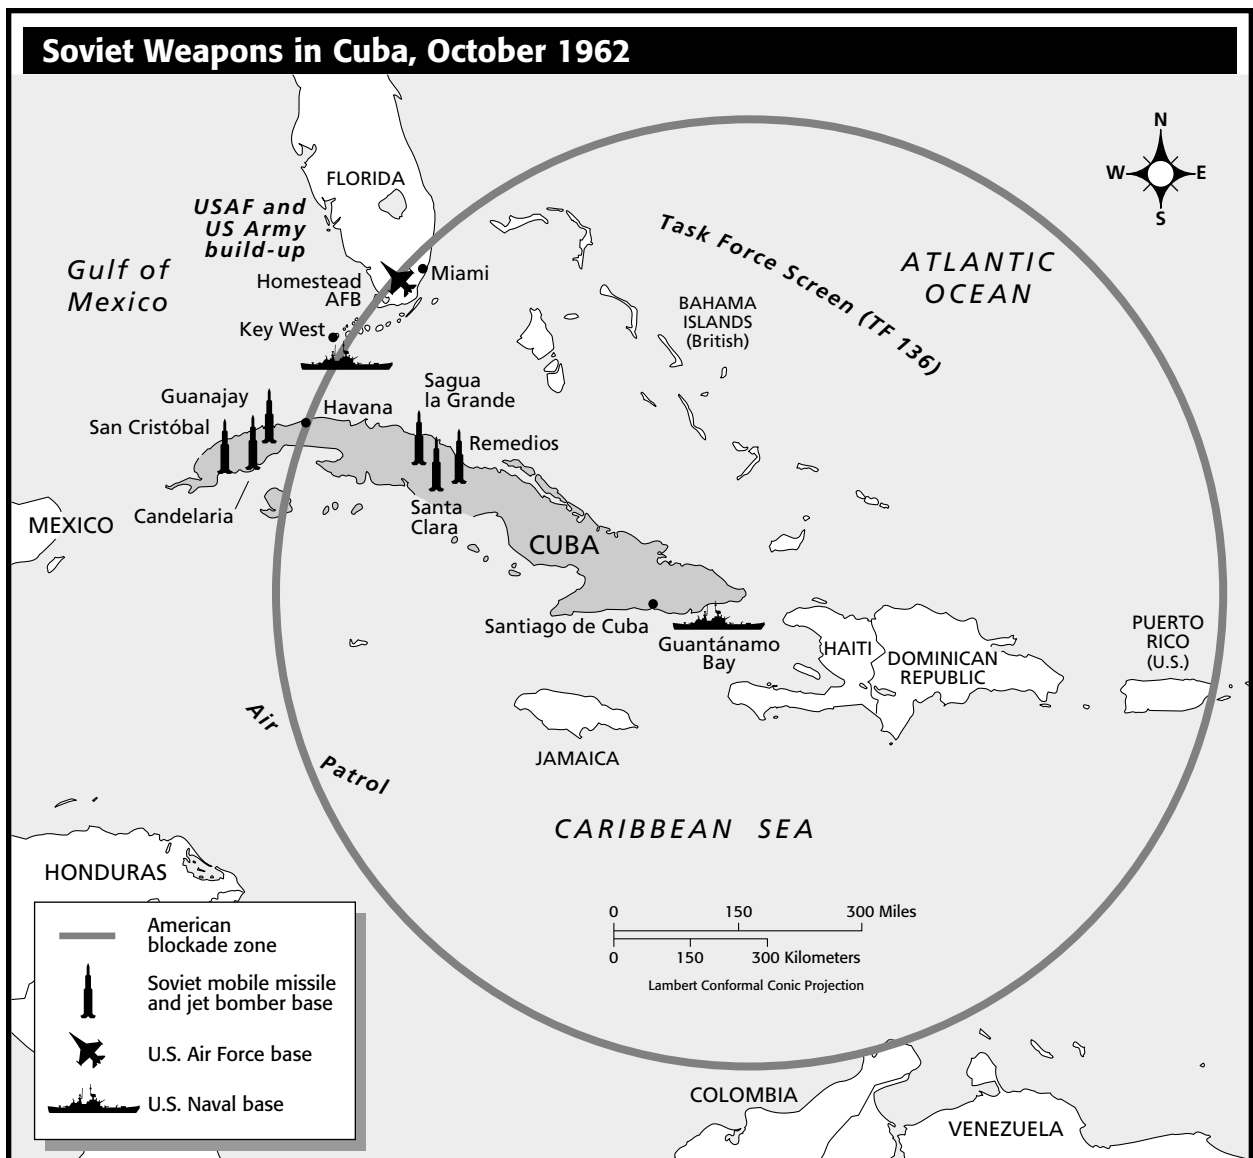 Soviet Weapons in Cuba, October 1962
N
W
E
S
FLORIDA
USAF and
US Army
build-up
Gulf of
Mexico
Homestead
AFB
Miami
Key West
Task Force Screen (TF 136)
ATLANTIC
OCEAN
BAHAMA
ISLANDS
(British)
Guanajay
San Cristóbal
Havana
Sagua
la Grande
Remedios
Candelaria
Santa
Clara
MEXICO
CUBA
Santiago de Cuba
Guantánamo
Bay
HAITI
DOMINICAN
REPUBLIC
PUERTO
RICO
(U.S.)
JAMAICA
Air
Patrol
CARIBBEAN SEA
HONDURAS
0 150 300 Miles
0 150 300 Kilometers
Lambert Conformal Conic Projection
COLOMBIA
VENEZUELA
American
blockade zone
Soviet mobile missile
and jet bomber base
U.S. Air Force base
U.S. Naval base